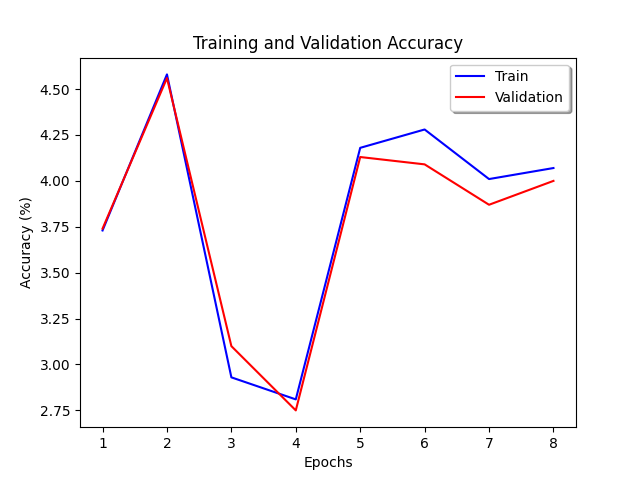 Training and Validation Accuracy
Train
Validation
Accuracy (%)
4.50
4.25
4.00
3.75
3.50
3.25
3.00
2.75
1 2 3 4 5 6 7 8
Epochs